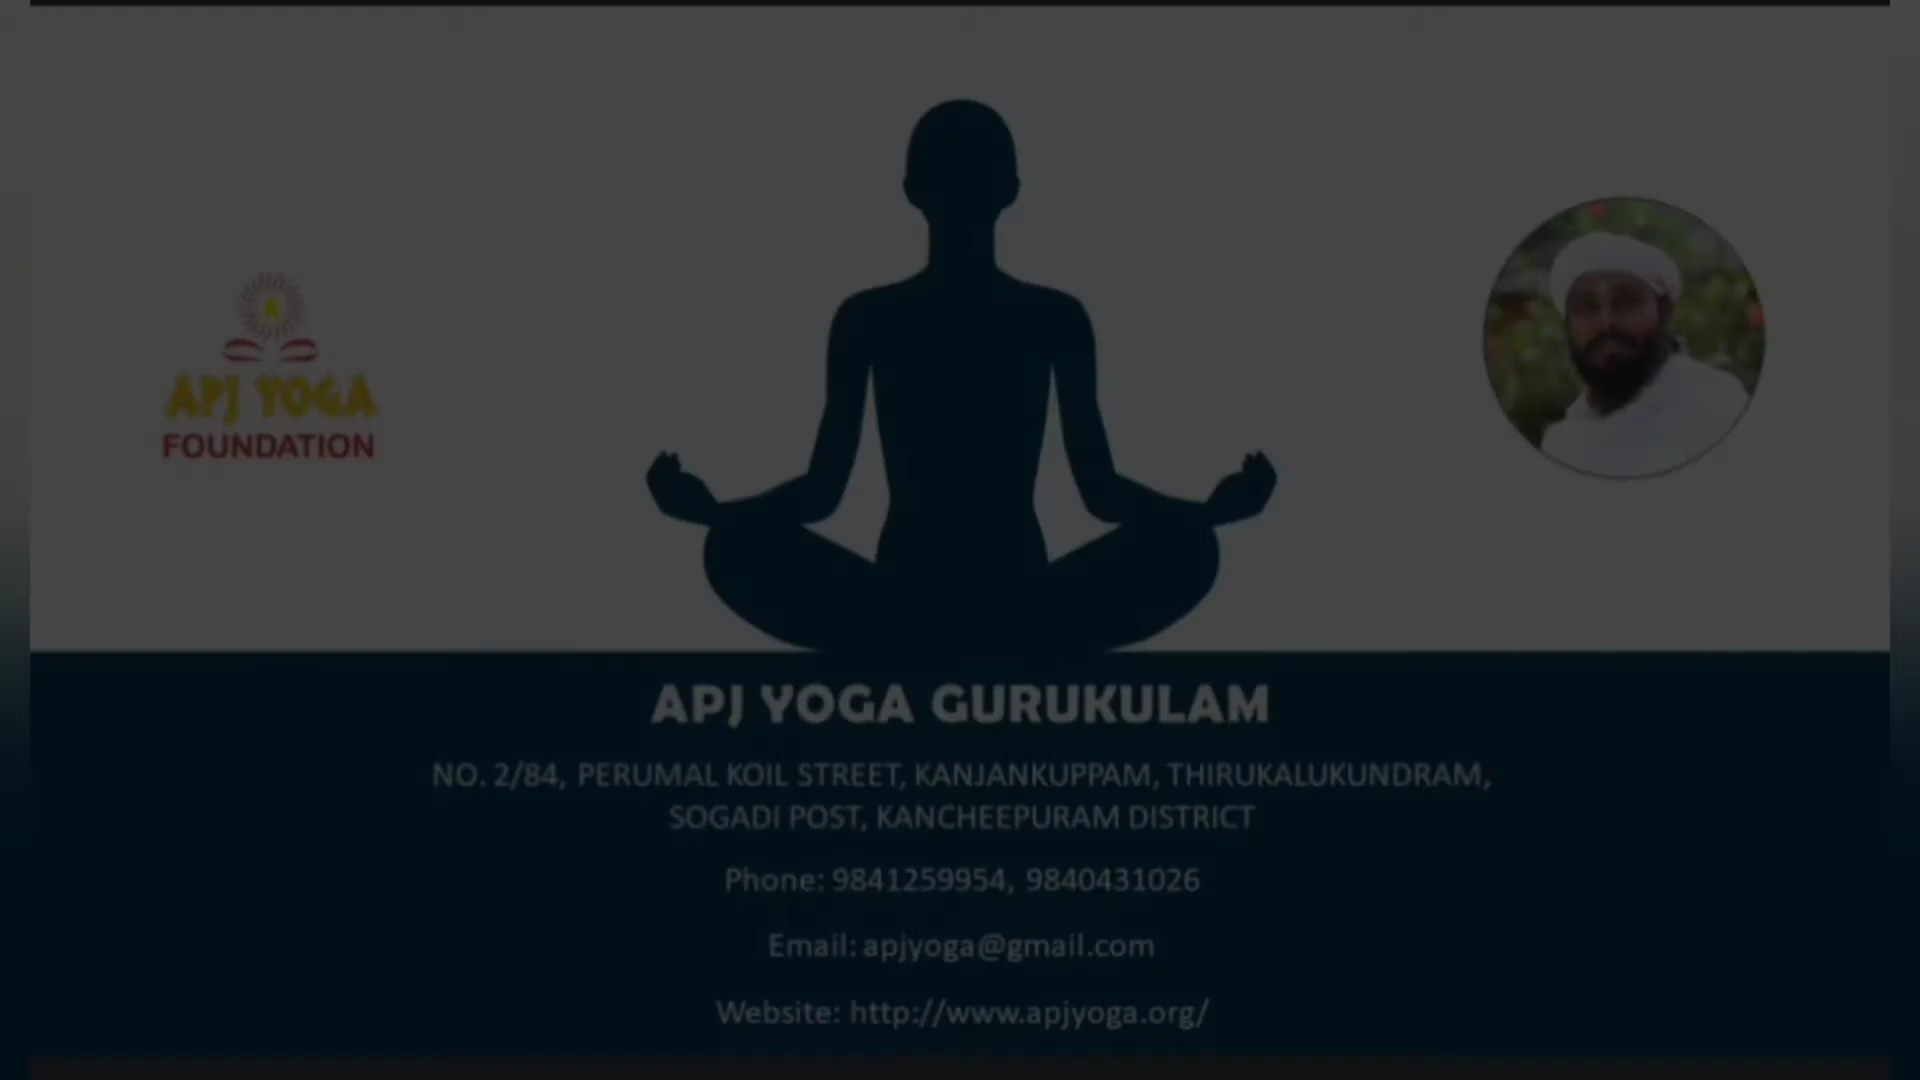 APJ YOGA
FOUNDATION
APJ YOGA GURUKULAM
NO. 2/84, PERUMAL KOIL STREET, KANJANKUPPAM, THIRUKALUKUNDRAM,
SOGADI POST, KANCHEEPURAM DISTRICT
Phone: 9841259954, 9840431026
Email: apjyoga@gmail.com
Website: http://www.apjyoga.org/